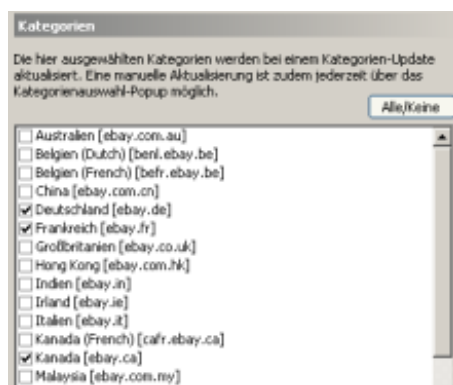 Kategorien
Die hier ausgewählten Kategorien werden bei einem Kategorien-Update
aktualisiert. Eine manuelle Aktualisierung ist zudem jederzeit über das
Kategorienauswahl-Popup möglich.
Alle/Keine
Australien [ebay.com.au]
Belgien (Dutch) [benl.ebay.be]
Belgien (French) [befr.ebay.be]
China [ebay.com.cn]
Deutschland [ebay.de]
Frankreich [ebay.fr]
Großbritanien [ebay.co.uk]
Hong Kong [ebay.com.hk]
Indien [ebay.in]
Irland [ebay.ie]
Italien [ebay.it]
Kanada (French) [cafr.ebay.ca]
Kanada [ebay.ca]
Malaysia [ebay.com.my]